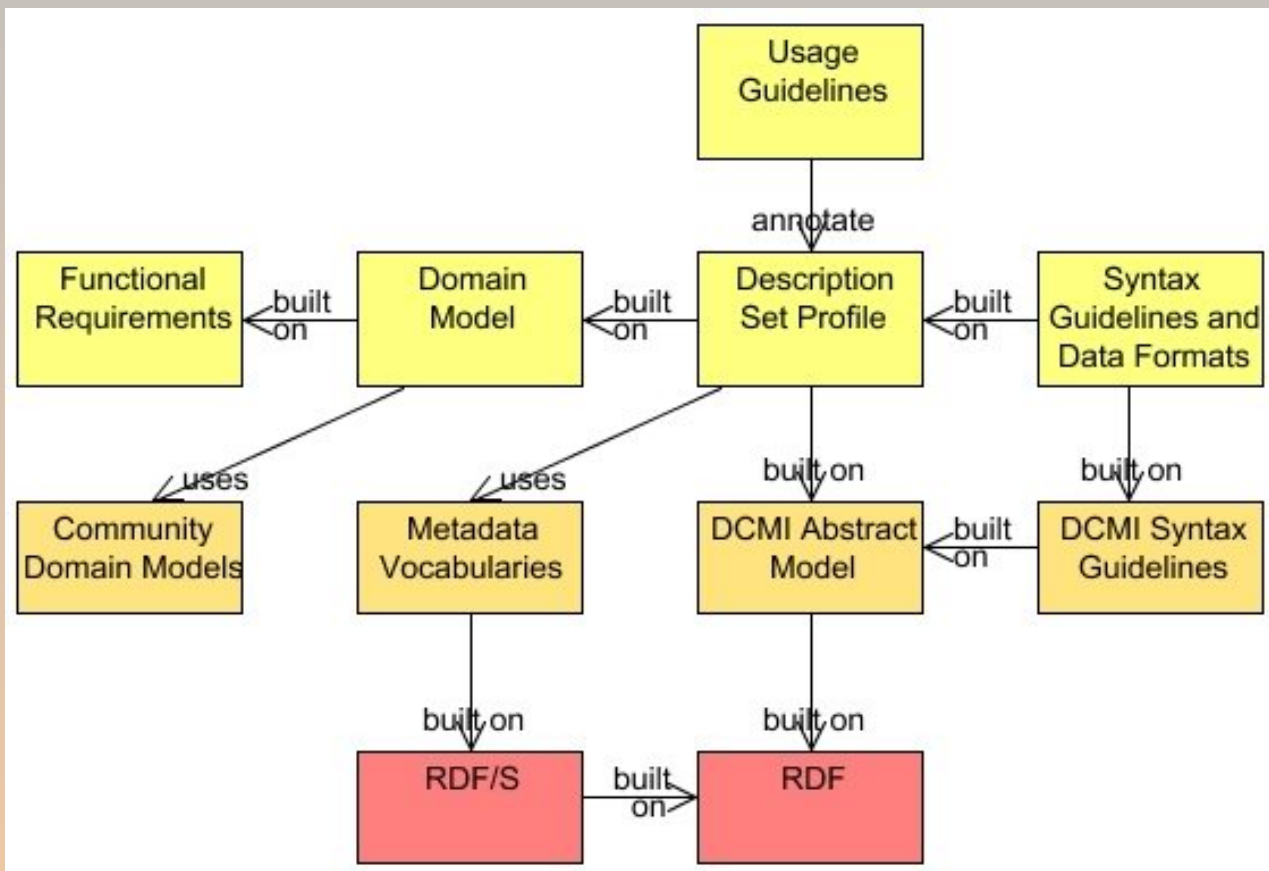 Usage
Guidelines
annotate
Functional
Requirements
built
on
Domain
Model
built
on
Description
Set Profile
built
on
Syntax
Guidelines and
Data Formats
uses
uses
built on
built on
Community
Domain Models
Metadata
Vocabularies
DCMI Abstract
Model
built
on
DCMI Syntax
Guidelines
built on
built on
RDF/S
built
on
RDF